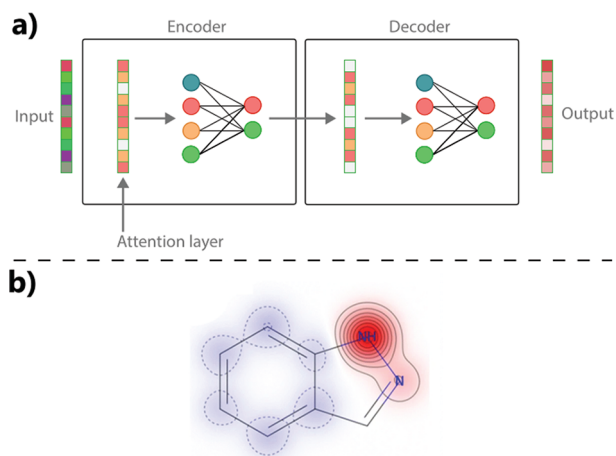 a)
Encoder
Decoder
Input
Output
Attention layer
b)
NH
N